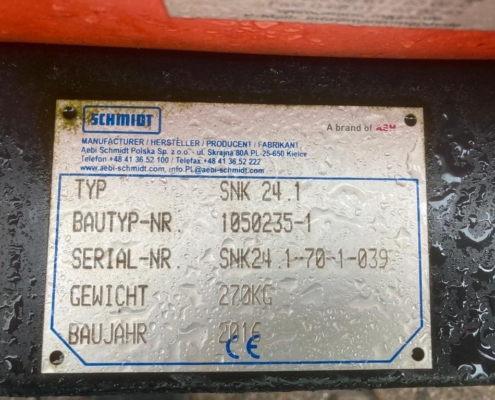 SCHMIDT
A brand of AEBI
MANUFACTURER / HERSTELLER / PRODUCENT / FABRIKANT
Aebi Schmidt Polska Sp. z o.o. - ul. Skrajna 80A PL-25-650 Kielce
Telefon +48 41 36 52 100 / Telefax +48 41 36 52 222
www.aebi-schmidt.com, info.PL@aebi-schmidt.com
TYP SNK 24.1
BAUTYP-NR. 1050235-1
SERIAL-NR. SNK24.1-70-1-039
GEWICHT 270KG
BAUJAHR 2016
CE